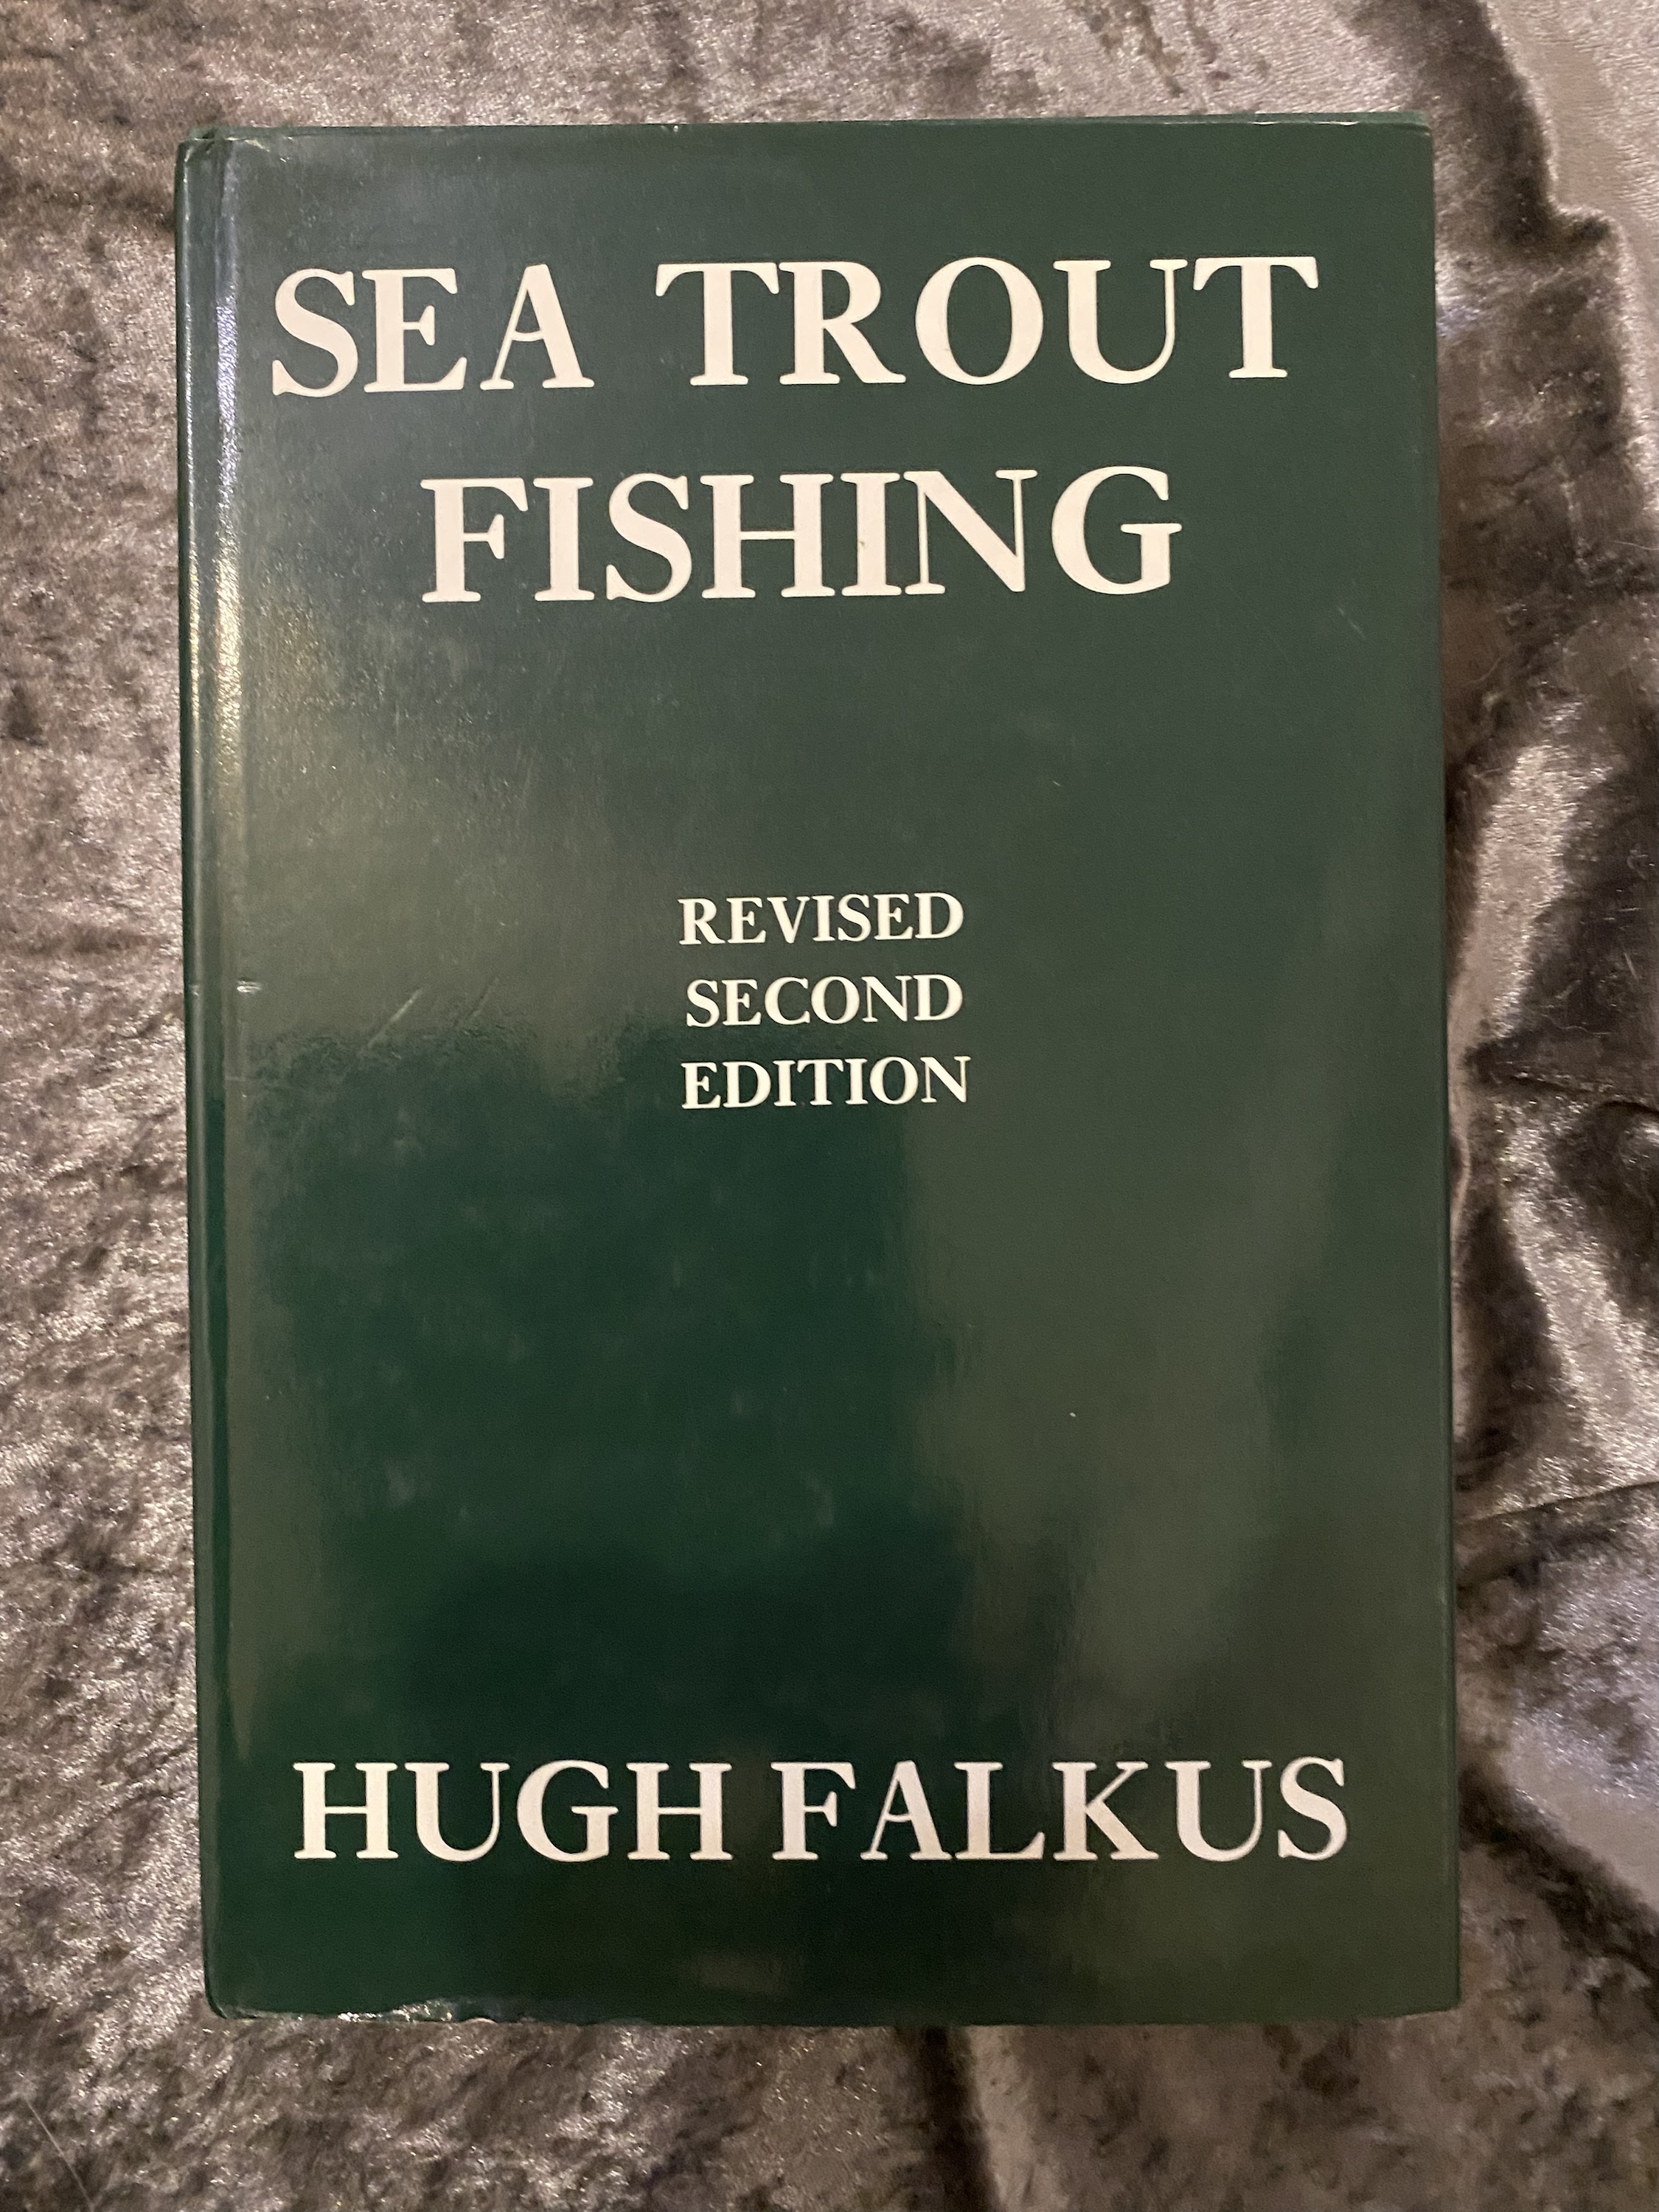 SEA TROUT
FISHING
REVISED
SECOND
EDITION
HUGH FALKUS